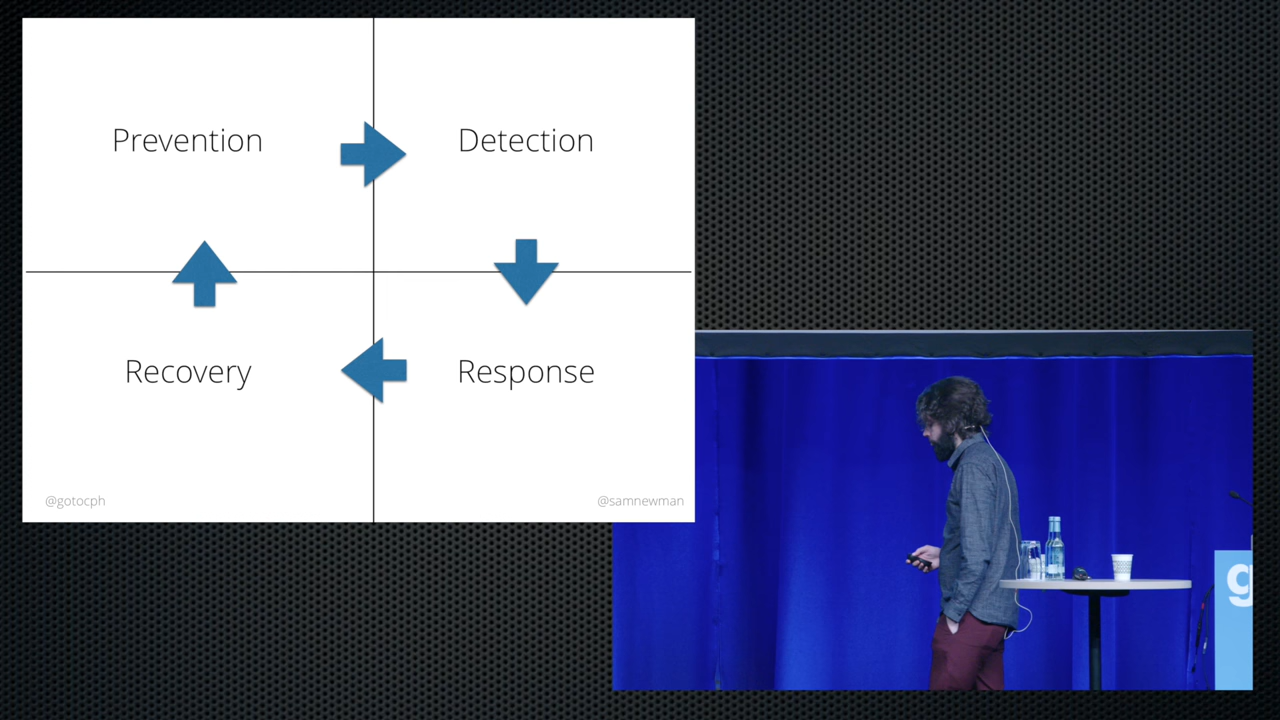 Prevention
Detection
Recovery
Response
@gotocph
@samnewman
g